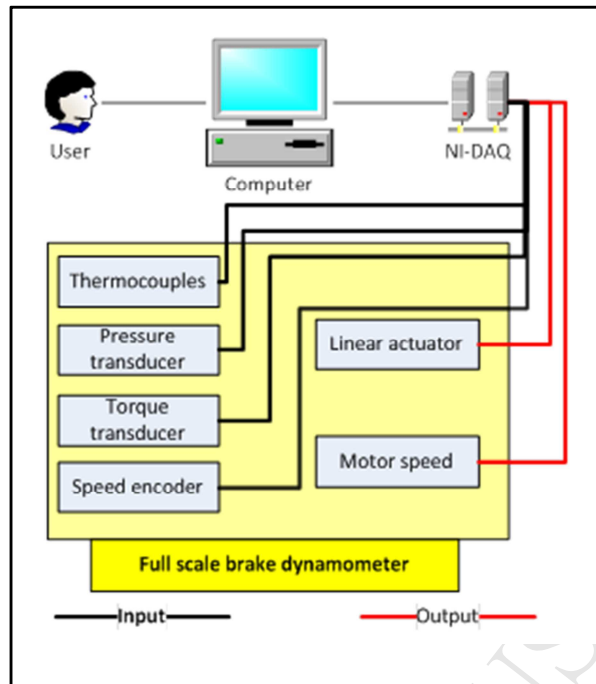 User
Computer
NI-DAQ
Thermocouples
Pressure
transducer
Torque
transducer
Speed encoder
Linear actuator
Motor speed
Full scale brake dynamometer
Input
Output